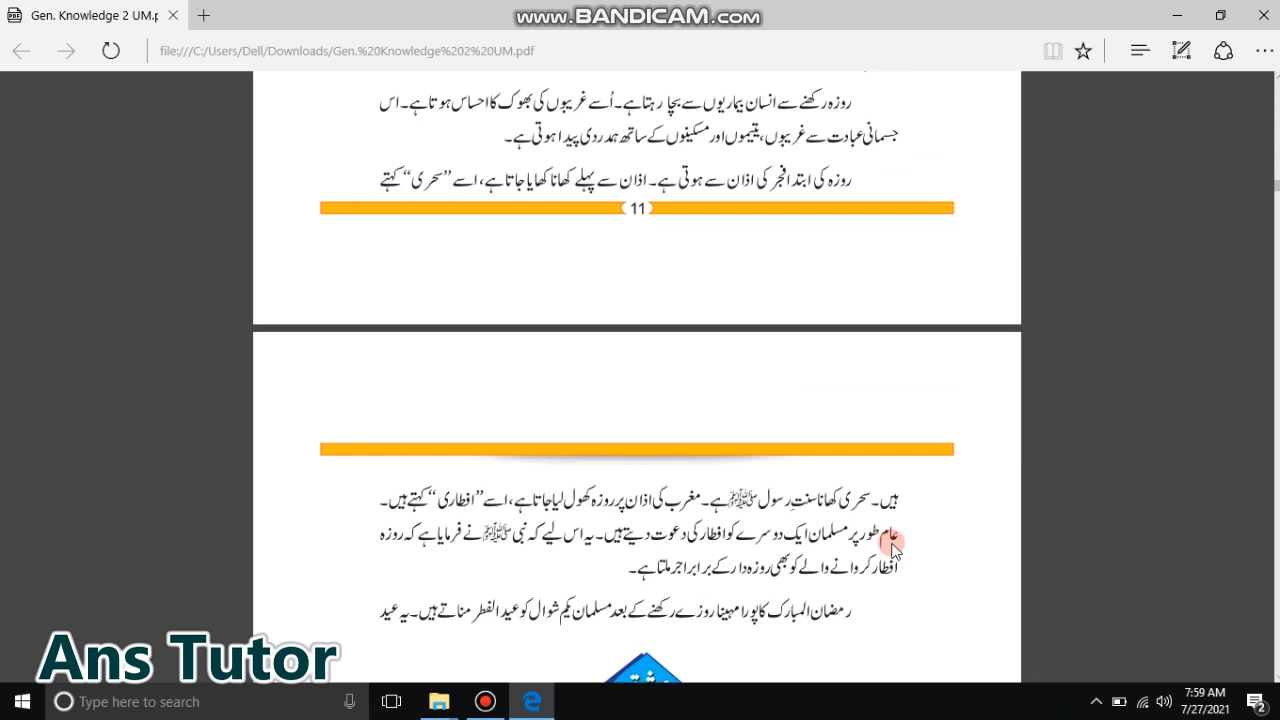 Gen. Knowledge 2 UM.p
www.BANDICAM.com
file:///C:/Users/Dell/Downloads/Gen.%20Knowledge%202%20UM.pdf
روزہ رکھنے سے انسان بیماریوں سے بچا رہتا ہے۔ اُسے غریبوں کی بھوک کا احساس ہوتا ہے۔ اس
جسمانی عبادت سے غریبوں، یتیموں اور مسکینوں کے ساتھ ہمدردی پیدا ہوتی ہے۔
روزہ کی ابتدا فجر کی اذان سے ہوتی ہے۔ اذان سے پہلے کھانا کھایا جاتا ہے، اسے ”سحری“ کہتے
11
ہیں۔ سحری کھانا سنتِ رسول ﷺ ہے۔ مغرب کی اذان پر روزہ کھول لیا جاتا ہے، اسے ”افطاری“ کہتے ہیں۔
عام طور پر مسلمان ایک دوسرے کو افطار کی دعوت دیتے ہیں۔ یہ اس لیے کہ نبی ﷺ نے فرمایا ہے کہ روزہ
افطار کروانے والے کو بھی روزہ دار کے برابر اجر ملتا ہے۔
رمضان المبارک کا پورا مہینا روزے رکھنے کے بعد مسلمان یکم شوال کو عید الفطر مناتے ہیں۔ یہ عید
Ans Tutor
Type here to search
7:59 AM
7/27/2021
2